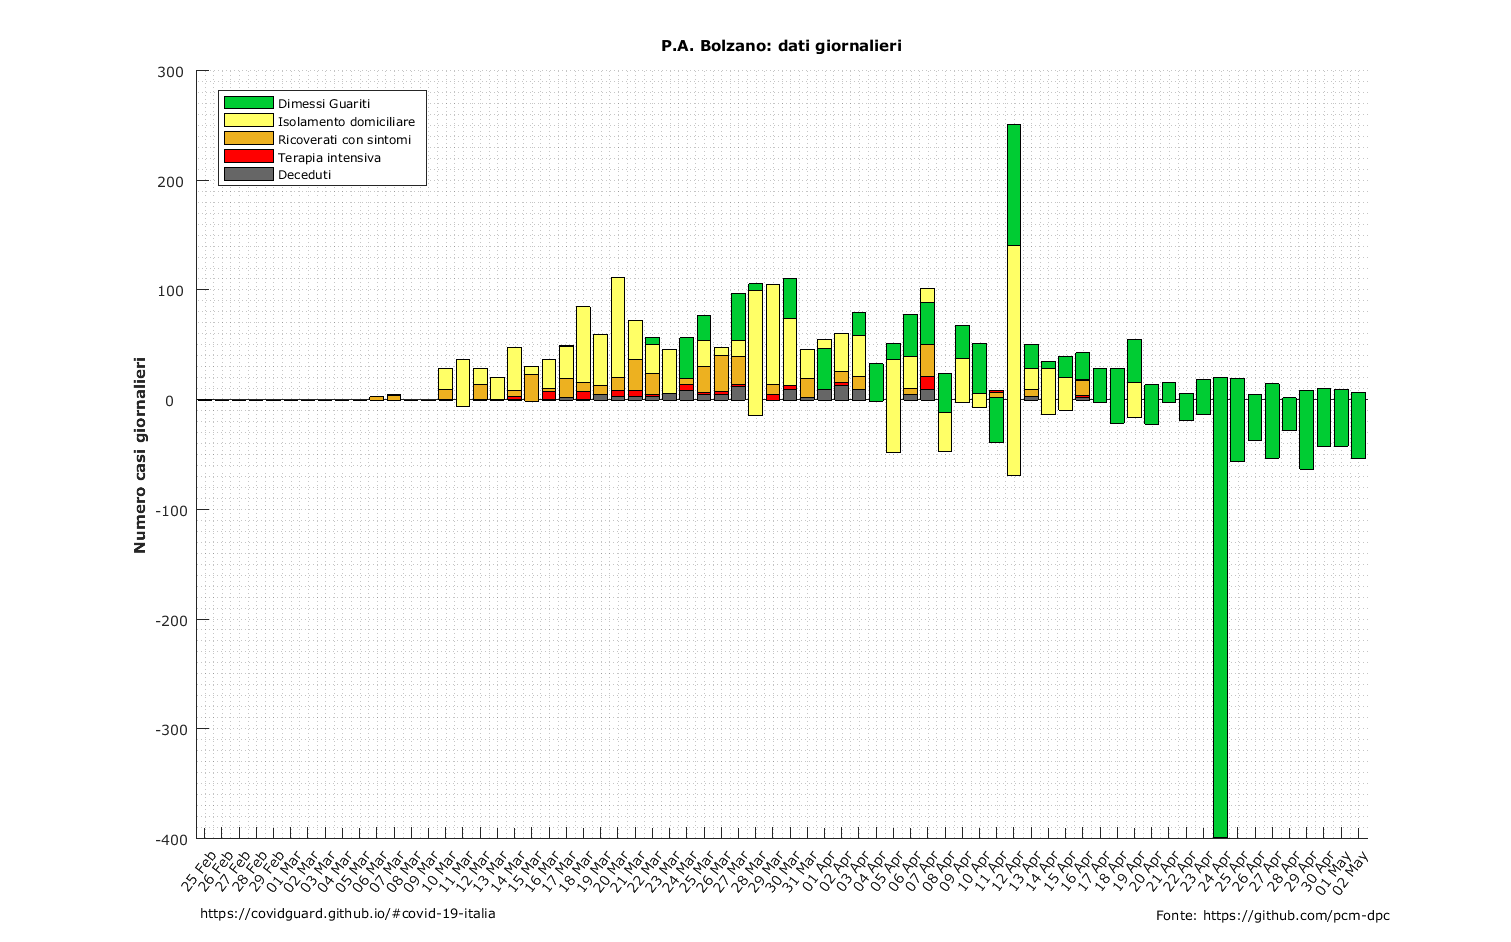 P.A. Bolzano: dati giornalieri
300
200
100
0
-100
-200
-300
-400
Numero casi giornalieri
Dimessi Guariti
Isolamento domiciliare
Ricoverati con sintomi
Terapia intensiva
Deceduti
25 Feb
26 Feb
27 Feb
28 Feb
29 Feb
01 Mar
02 Mar
03 Mar
04 Mar
05 Mar
06 Mar
07 Mar
08 Mar
09 Mar
10 Mar
11 Mar
12 Mar
13 Mar
14 Mar
15 Mar
16 Mar
17 Mar
18 Mar
19 Mar
20 Mar
21 Mar
22 Mar
23 Mar
24 Mar
25 Mar
26 Mar
27 Mar
28 Mar
29 Mar
30 Mar
31 Mar
01 Apr
02 Apr
03 Apr
04 Apr
05 Apr
06 Apr
07 Apr
08 Apr
09 Apr
10 Apr
11 Apr
12 Apr
13 Apr
14 Apr
15 Apr
16 Apr
17 Apr
18 Apr
19 Apr
20 Apr
21 Apr
22 Apr
23 Apr
24 Apr
25 Apr
26 Apr
27 Apr
28 Apr
29 Apr
30 Apr
01 May
02 May
https://covidguard.github.io/#covid-19-italia
Fonte: https://github.com/pcm-dpc